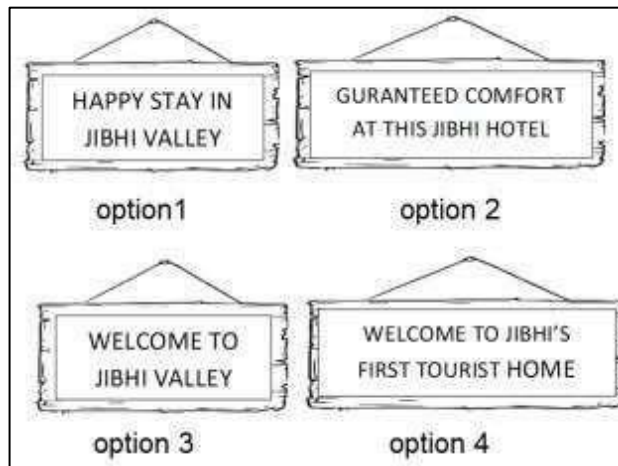 HAPPY STAY IN
JIBHI VALLEY
option1
GURANTEED COMFORT
AT THIS JIBHI HOTEL
option 2
WELCOME TO
JIBHI VALLEY
option 3
WELCOME TO JIBHI'S
FIRST TOURIST HOME
option 4